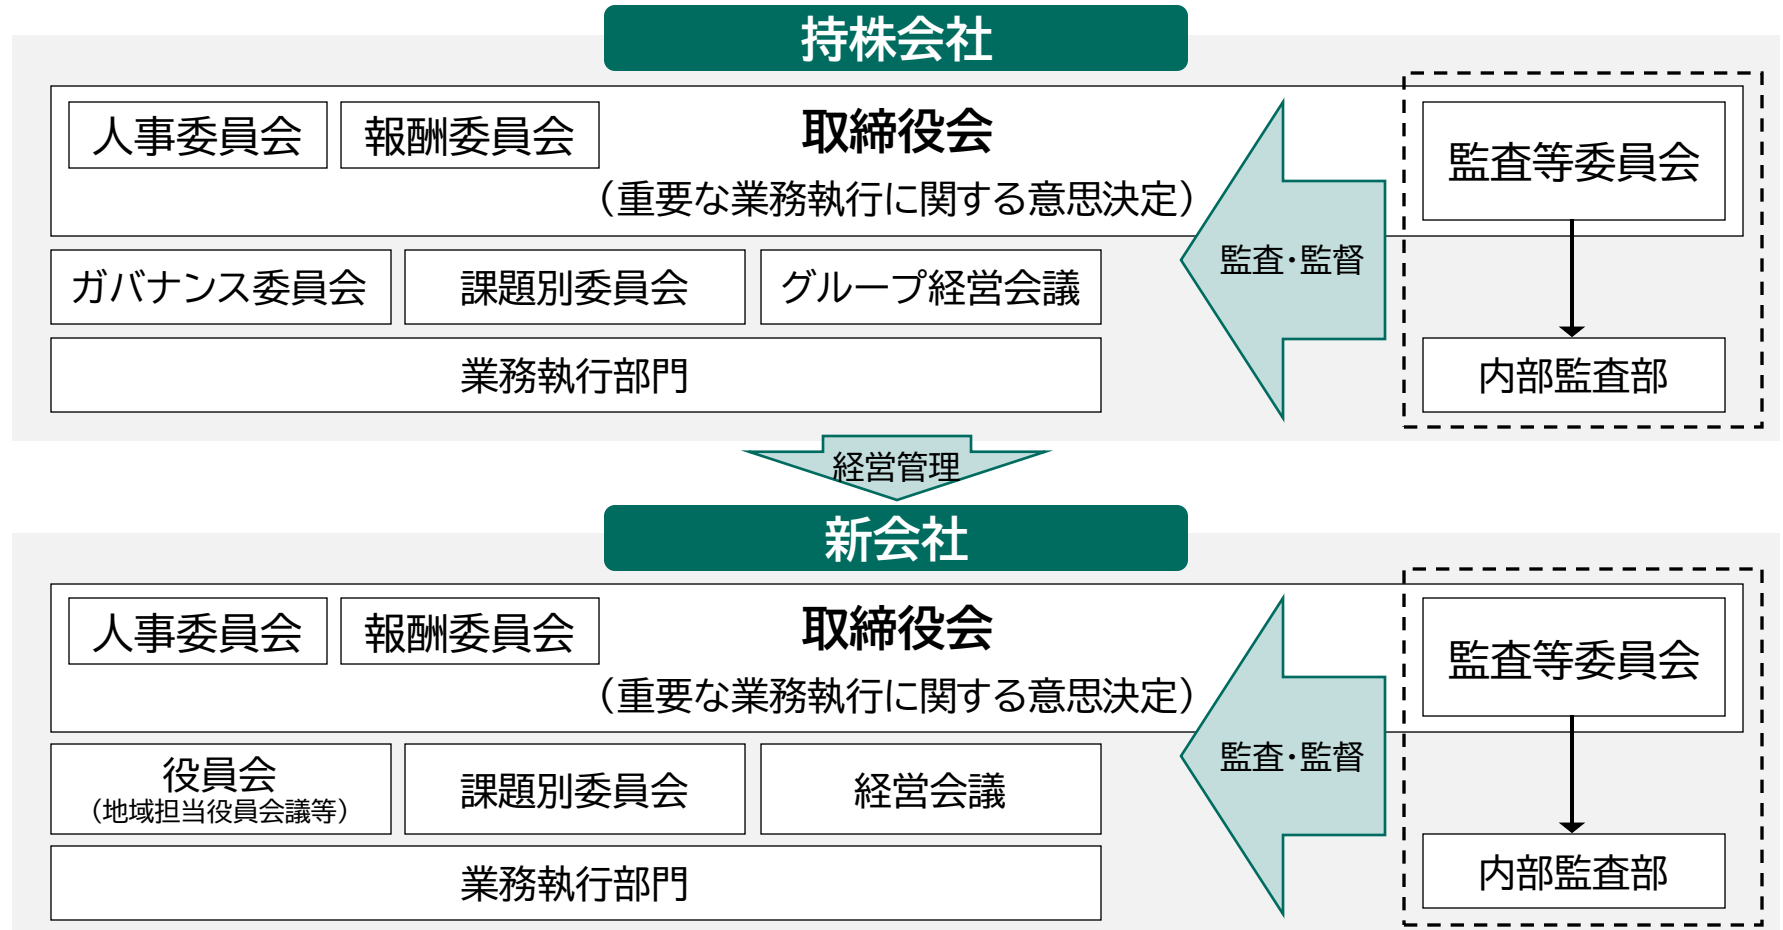 持株会社
人事委員会
報酬委員会
取締役会
（重要な業務執行に関する意思決定）
監査・監督
監査等委員会
ガバナンス委員会
課題別委員会
グループ経営会議
業務執行部門
内部監査部
経営管理
新会社
人事委員会
報酬委員会
取締役会
（重要な業務執行に関する意思決定）
監査・監督
監査等委員会
役員会
（地域担当役員会議等）
課題別委員会
経営会議
業務執行部門
内部監査部